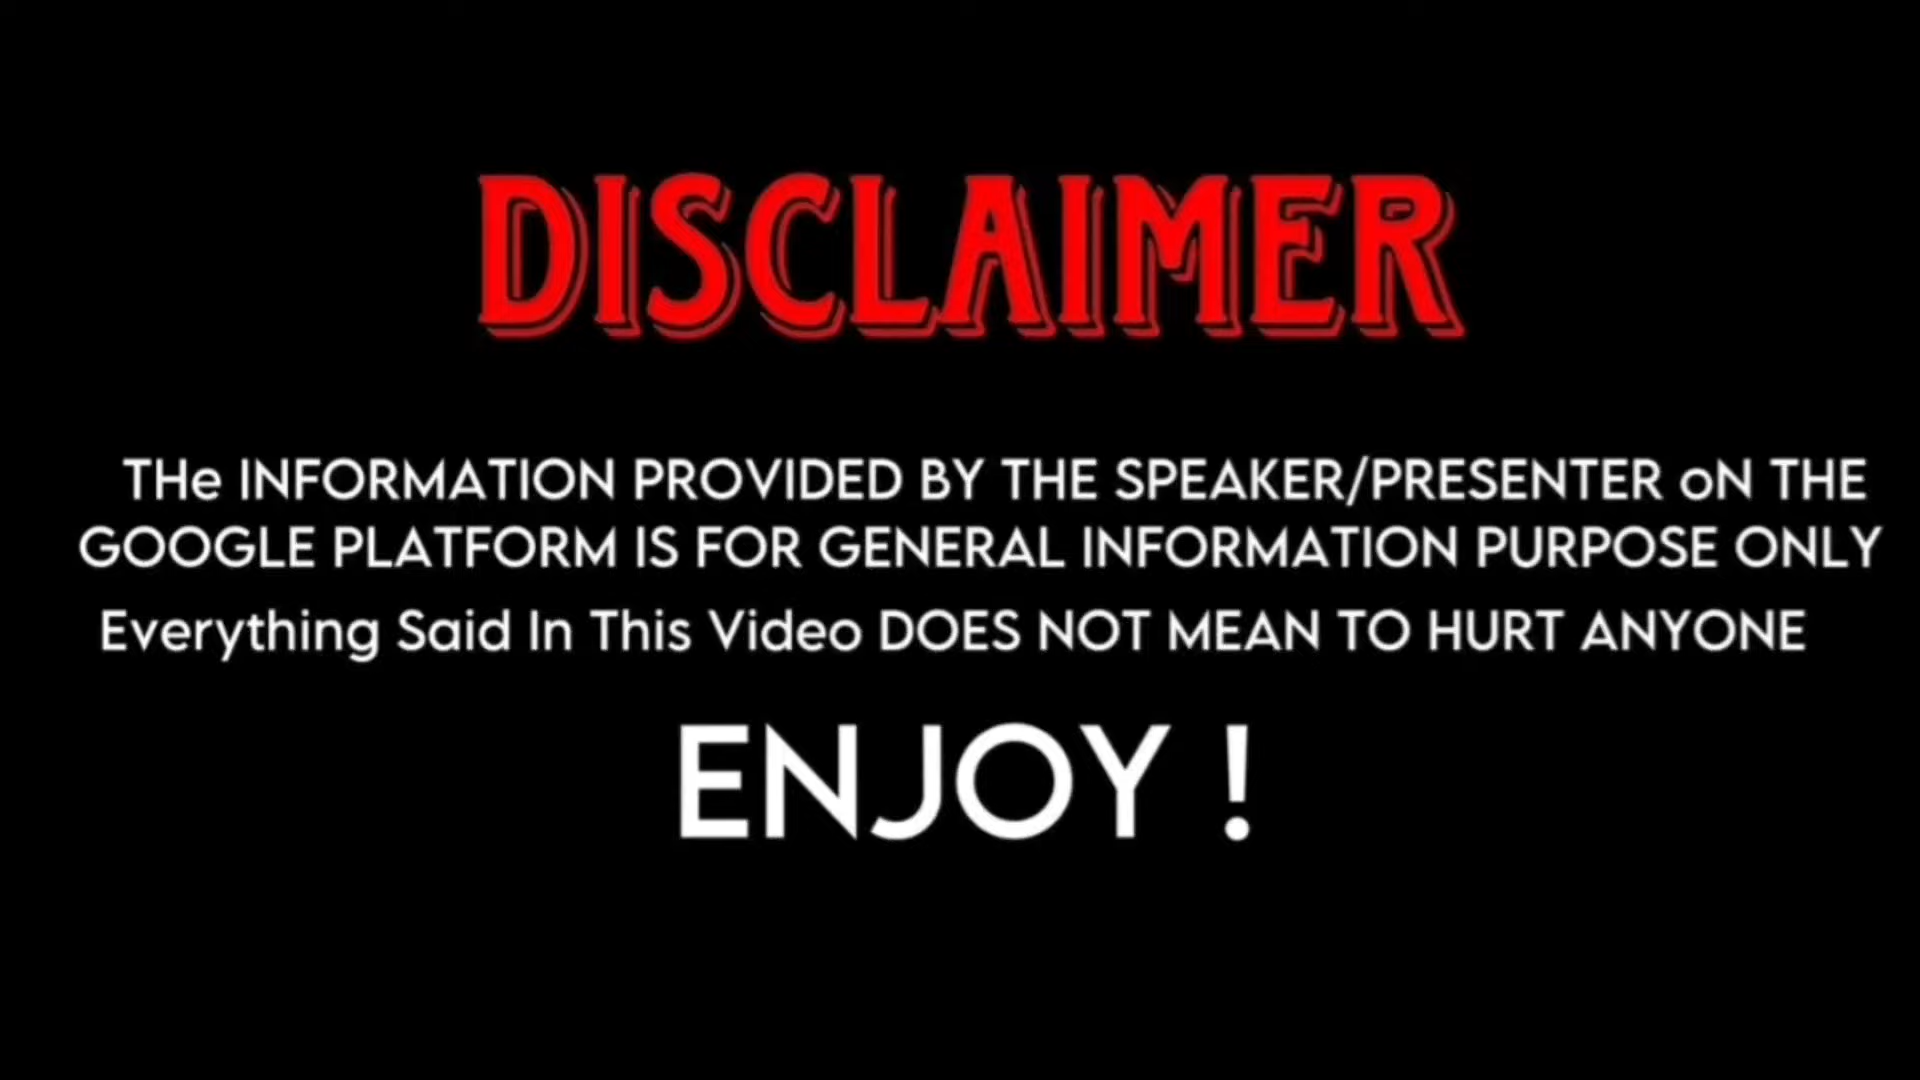 DISCLAIMER
THe INFORMATION PROVIDED BY THE SPEAKER/PRESENTER oN THE
GOOGLE PLATFORM IS FOR GENERAL INFORMATION PURPOSE ONLY
Everything Said In This Video DOES NOT MEAN TO HURT ANYONE
ENJOY !